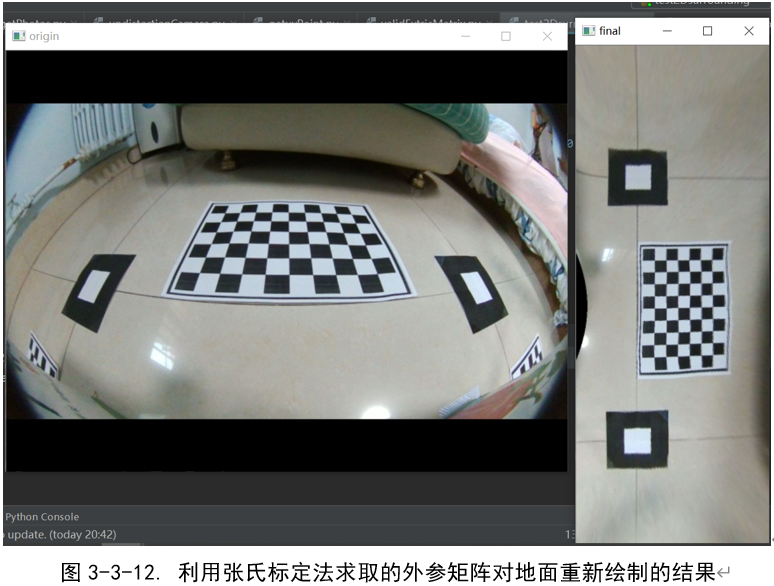 origin
final
Python Console
update. (today 20:42)
13
图 3-3-12. 利用张氏标定法求取的外参矩阵对地面重新绘制的结果↵